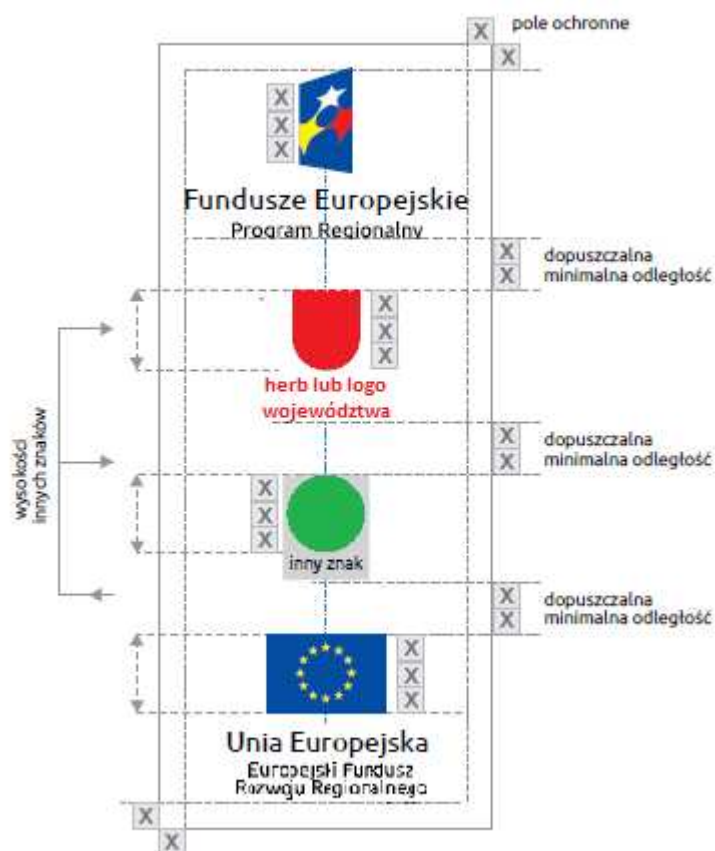 X
pole ochronne
X
X
X
X
Fundusze Europejskie
Program Regionalny
X
dopuszczalna
X
minimalna odległość
X
X
X
herb lub logo
województwa
wysokości
innych znaków
X
dopuszczalna
X
minimalna odległość
X
X
X
inny znak
X
dopuszczalna
X
minimalna odległość
X
X
X
Unia Europejska
Europejski Fundusz
Rozwoju Regionalnego
X
X